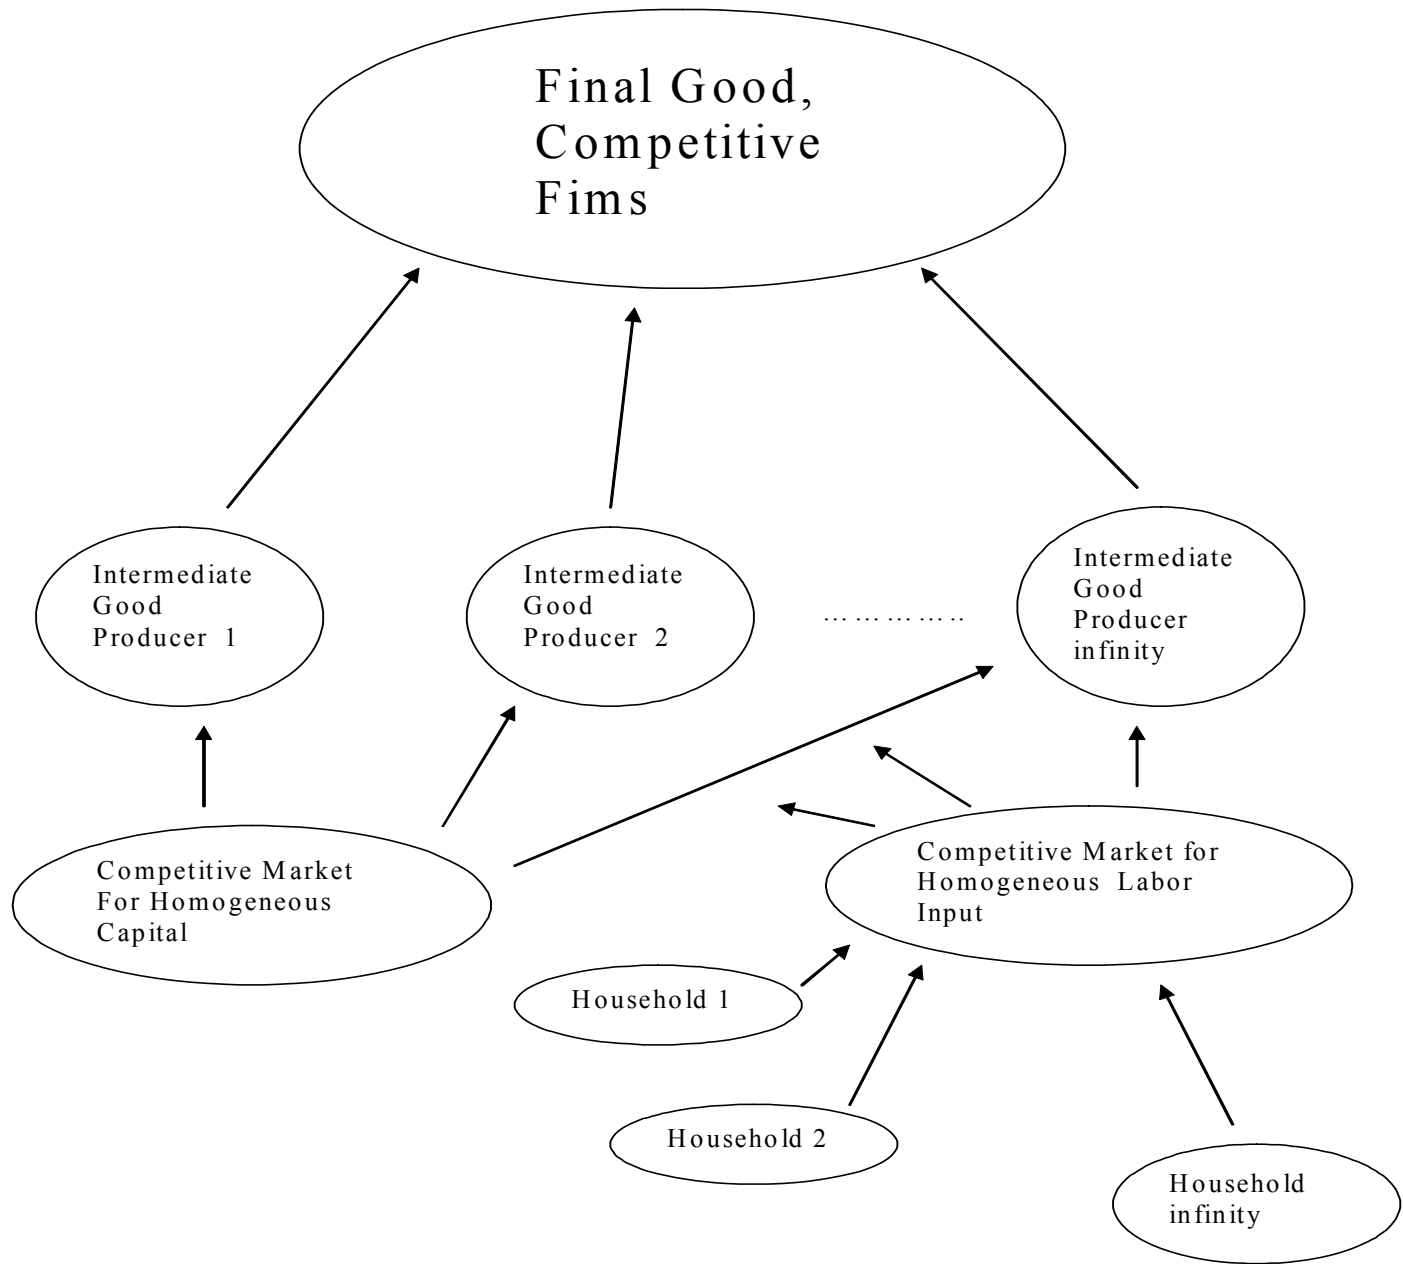 Final Good,
Competitive
Fims
Intermediate
Good
Producer 1
Intermediate
Good
Producer 2
……………..
Intermediate
Good
Producer
infinity
Competitive Market
For Homogeneous
Capital
Competitive Market for
Homogeneous Labor
Input
Household 1
Household 2
Household
infinity